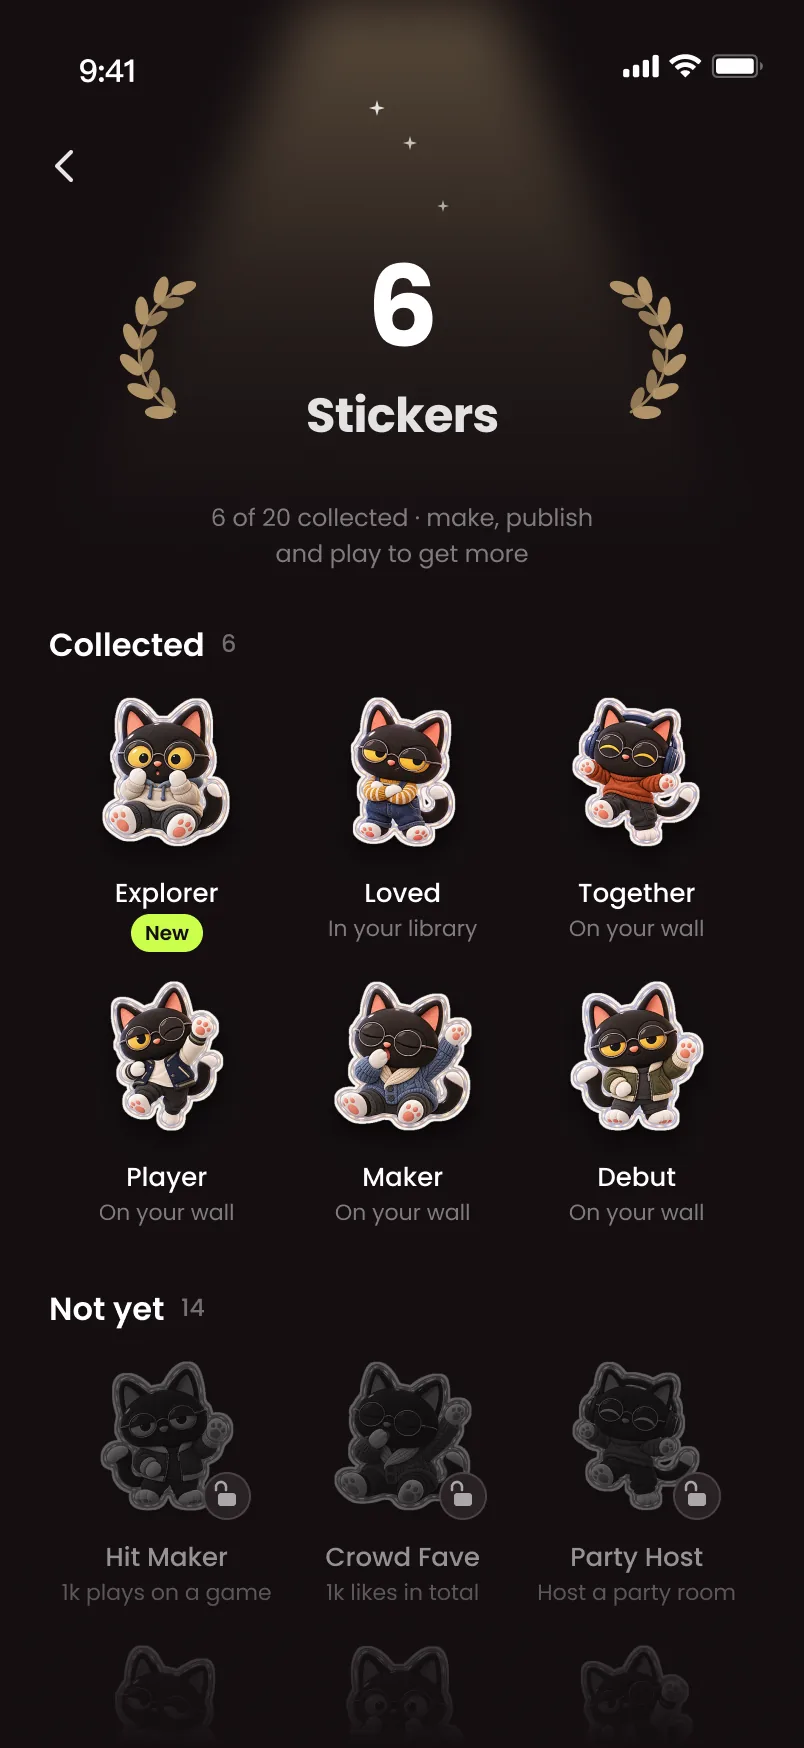 9:41
6
Stickers
6 of 20 collected · make, publish
and play to get more
Collected 6
Explorer
New
Loved
In your library
Together
On your wall
Player
On your wall
Maker
On your wall
Debut
On your wall
Not yet 14
Hit Maker
1k plays on a game
Crowd Fave
1k likes in total
Party Host
Host a party room